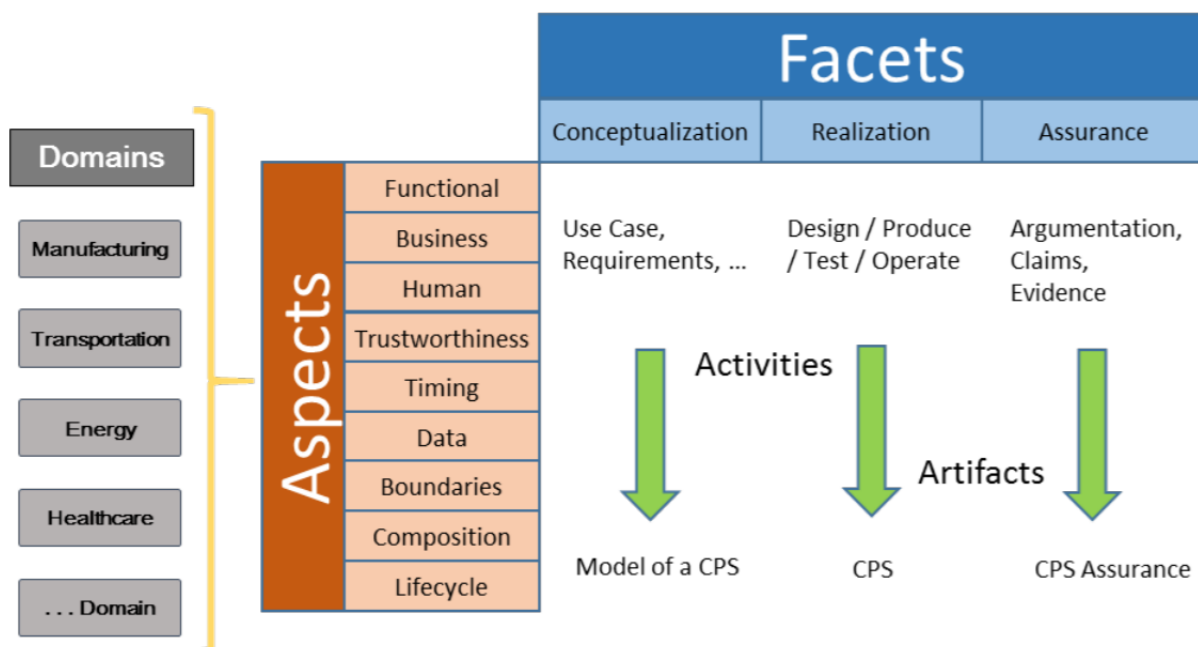 Facets
Conceptualization
Realization
Assurance
Domains
Manufacturing
Transportation
Energy
Healthcare
. . . Domain
Aspects
Functional
Business
Human
Trustworthiness
Timing
Data
Boundaries
Composition
Lifecycle
Use Case,
Requirements, ...
Design / Produce
/ Test / Operate
Argumentation,
Claims,
Evidence
Activities
Artifacts
Model of a CPS
CPS
CPS Assurance